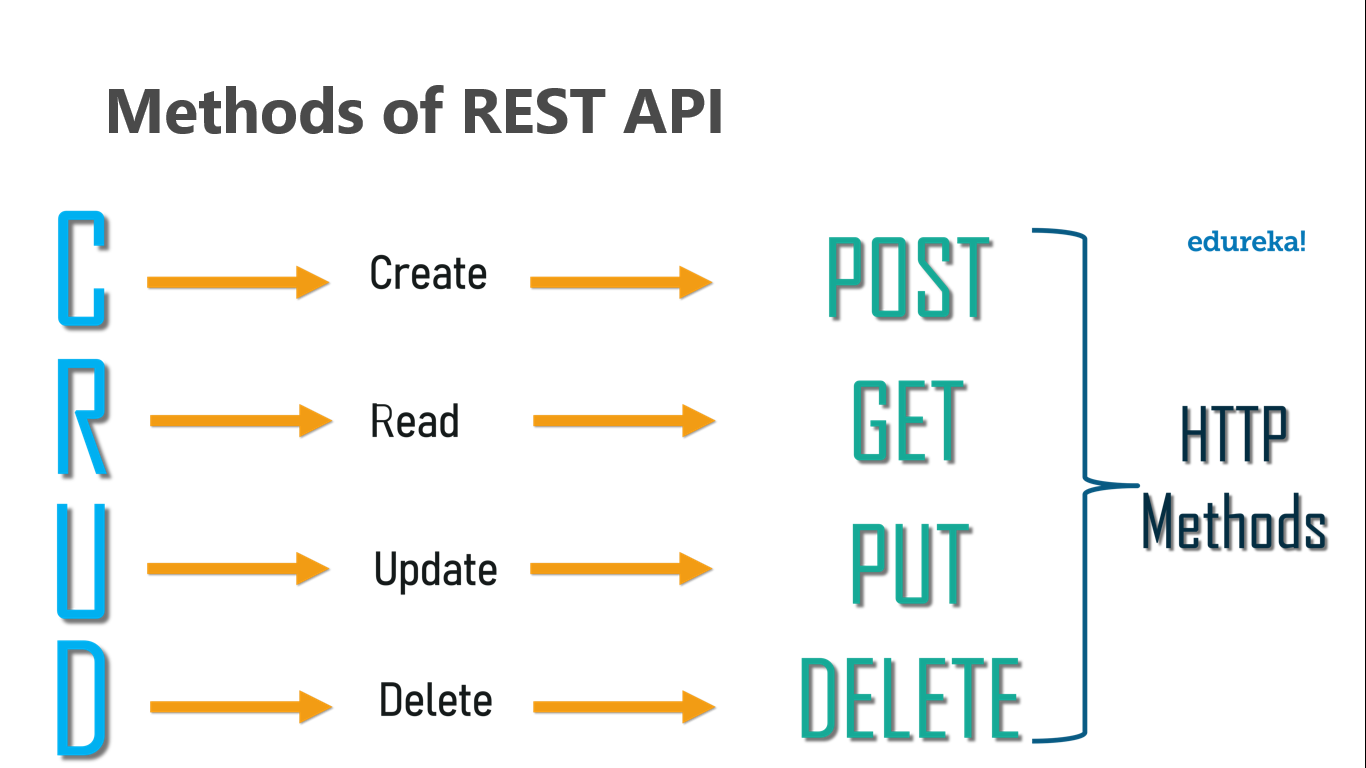 Methods of REST API
edureka!
C Create POST
R Read GET
U Update PUT
D Delete DELETE
HTTP
Methods